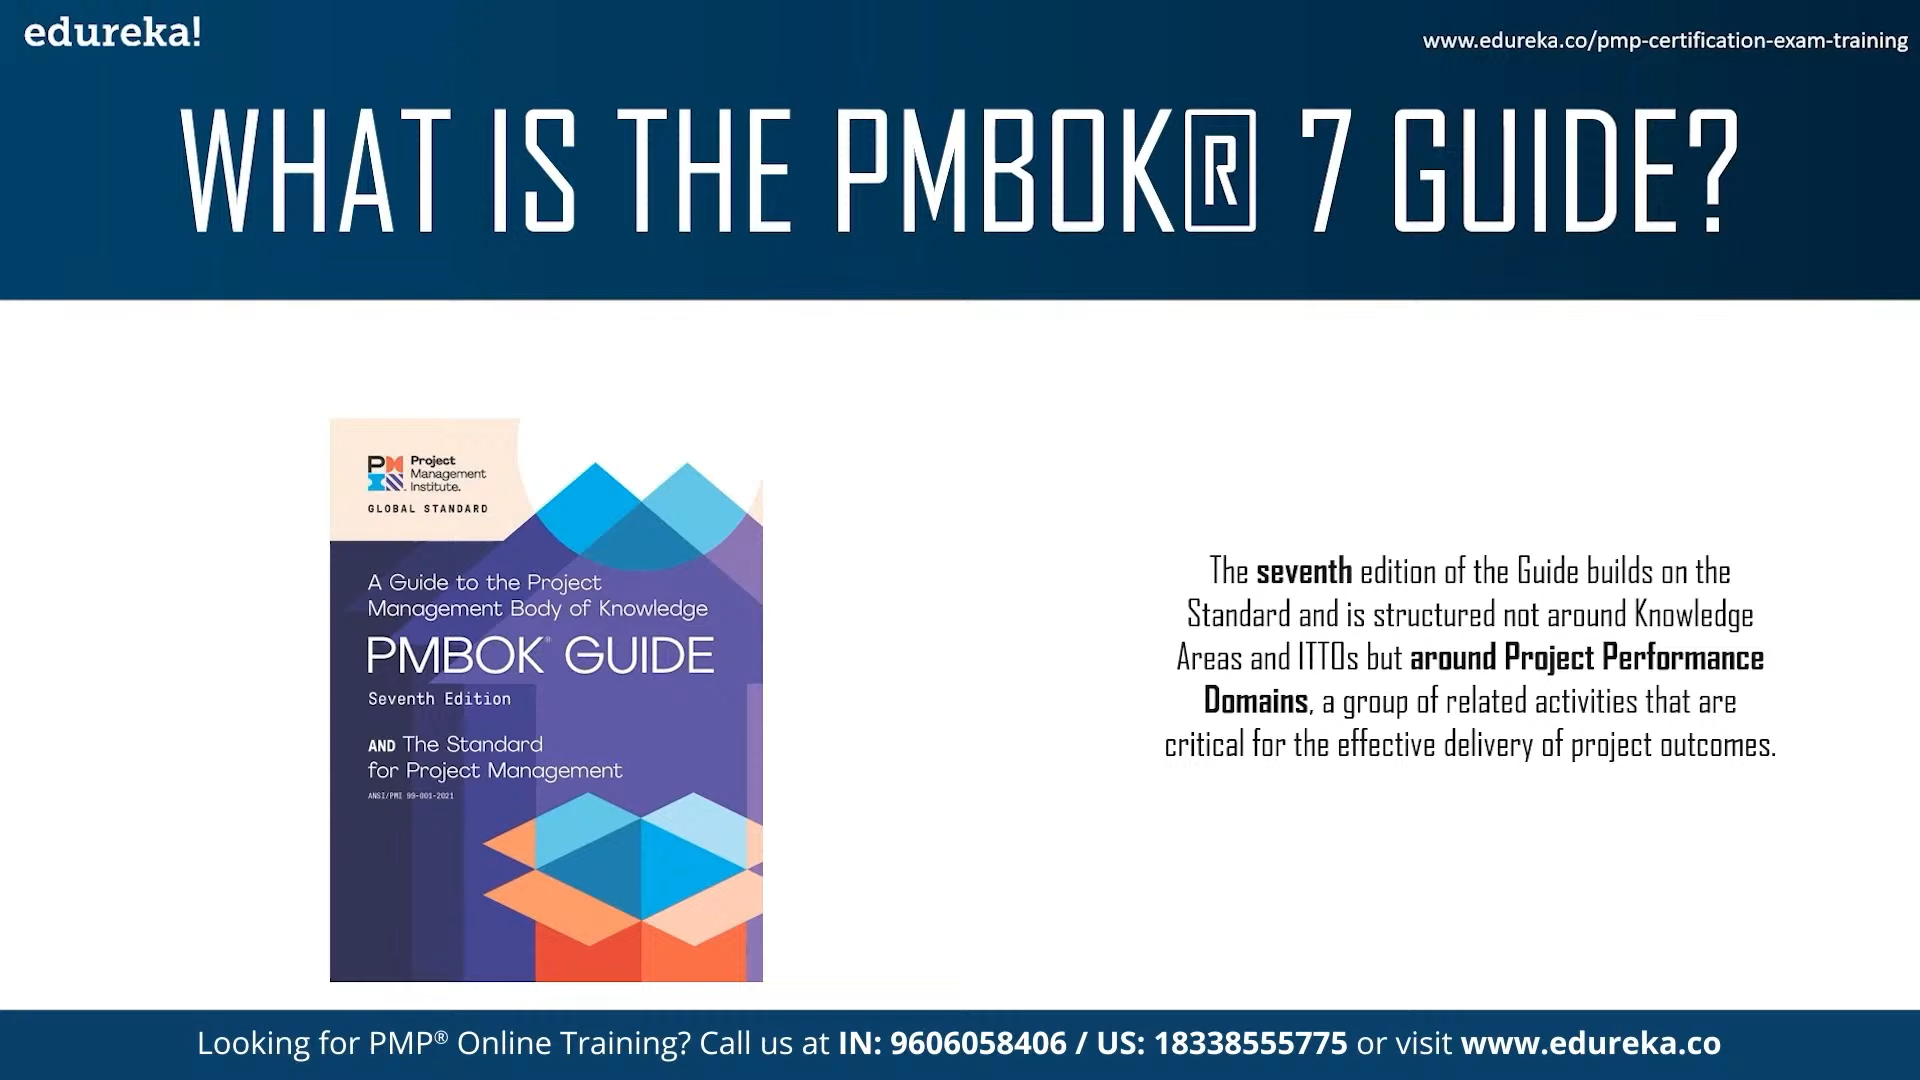 edureka!
www.edureka.co/pmp-certification-exam-training
WHAT IS THE PMBOK® 7 GUIDE?
Project
Management
Institute.
GLOBAL STANDARD
A Guide to the Project
Management Body of Knowledge
PMBOK® GUIDE
Seventh Edition
AND The Standard
for Project Management
ANSI/PMI 99-001-2021
The seventh edition of the Guide builds on the
Standard and is structured not around Knowledge
Areas and ITTOs but around Project Performance
Domains, a group of related activities that are
critical for the effective delivery of project outcomes.
Looking for PMP® Online Training? Call us at IN: 9606058406 / US: 18338555775 or visit www.edureka.co